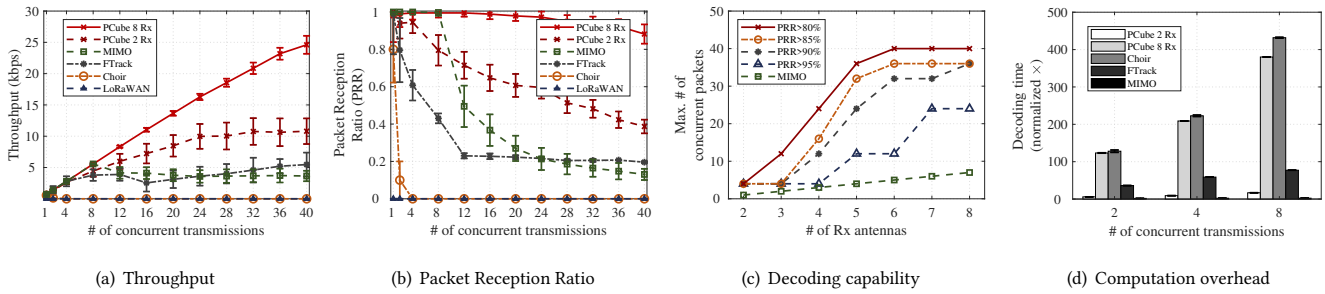 Throughput (kbps)
30
25
20
15
10
5
0
PCube 8 Rx
PCube 2 Rx
MIMO
FTrack
Choir
LoRaWAN
1 4 8 12 16 20 24 28 32 36 40
# of concurrent transmissions
(a) Throughput
Packet Reception
Ratio (PRR)
1
0.8
0.6
0.4
0.2
0
PCube 8 Rx
PCube 2 Rx
MIMO
FTrack
Choir
LoRaWAN
1 4 8 12 16 20 24 28 32 36 40
# of concurrent transmissions
(b) Packet Reception Ratio
Max. # of
concurrent packets
50
40
30
20
10
0
PRR>80%
PRR>85%
PRR>90%
PRR>95%
MIMO
2 3 4 5 6 7 8
# of Rx antennas
(c) Decoding capability
Decoding time
(normalized ×)
500
400
300
200
100
0
PCube 2 Rx
PCube 8 Rx
Choir
FTrack
MIMO
2 4 8
# of concurrent transmissions
(d) Computation overhead